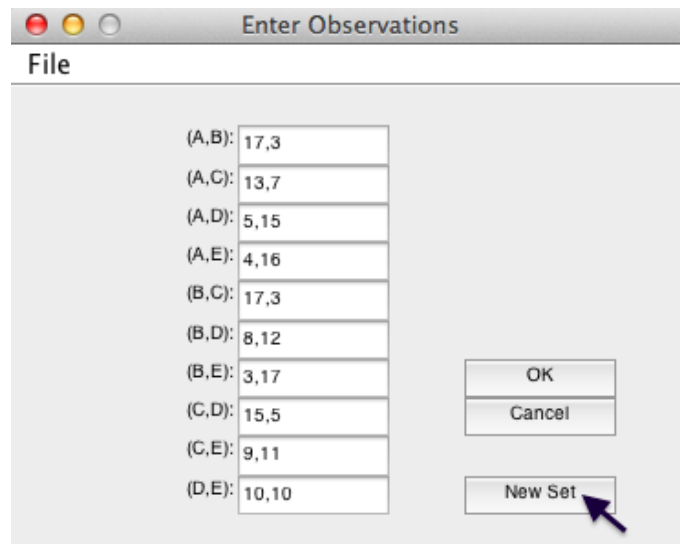 Enter Observations
File
(A,B): 17,3
(A,C): 13,7
(A,D): 5,15
(A,E): 4,16
(B,C): 17,3
(B,D): 8,12
(B,E): 3,17
OK
(C,D): 15,5
Cancel
(C,E): 9,11
(D,E): 10,10
New Set